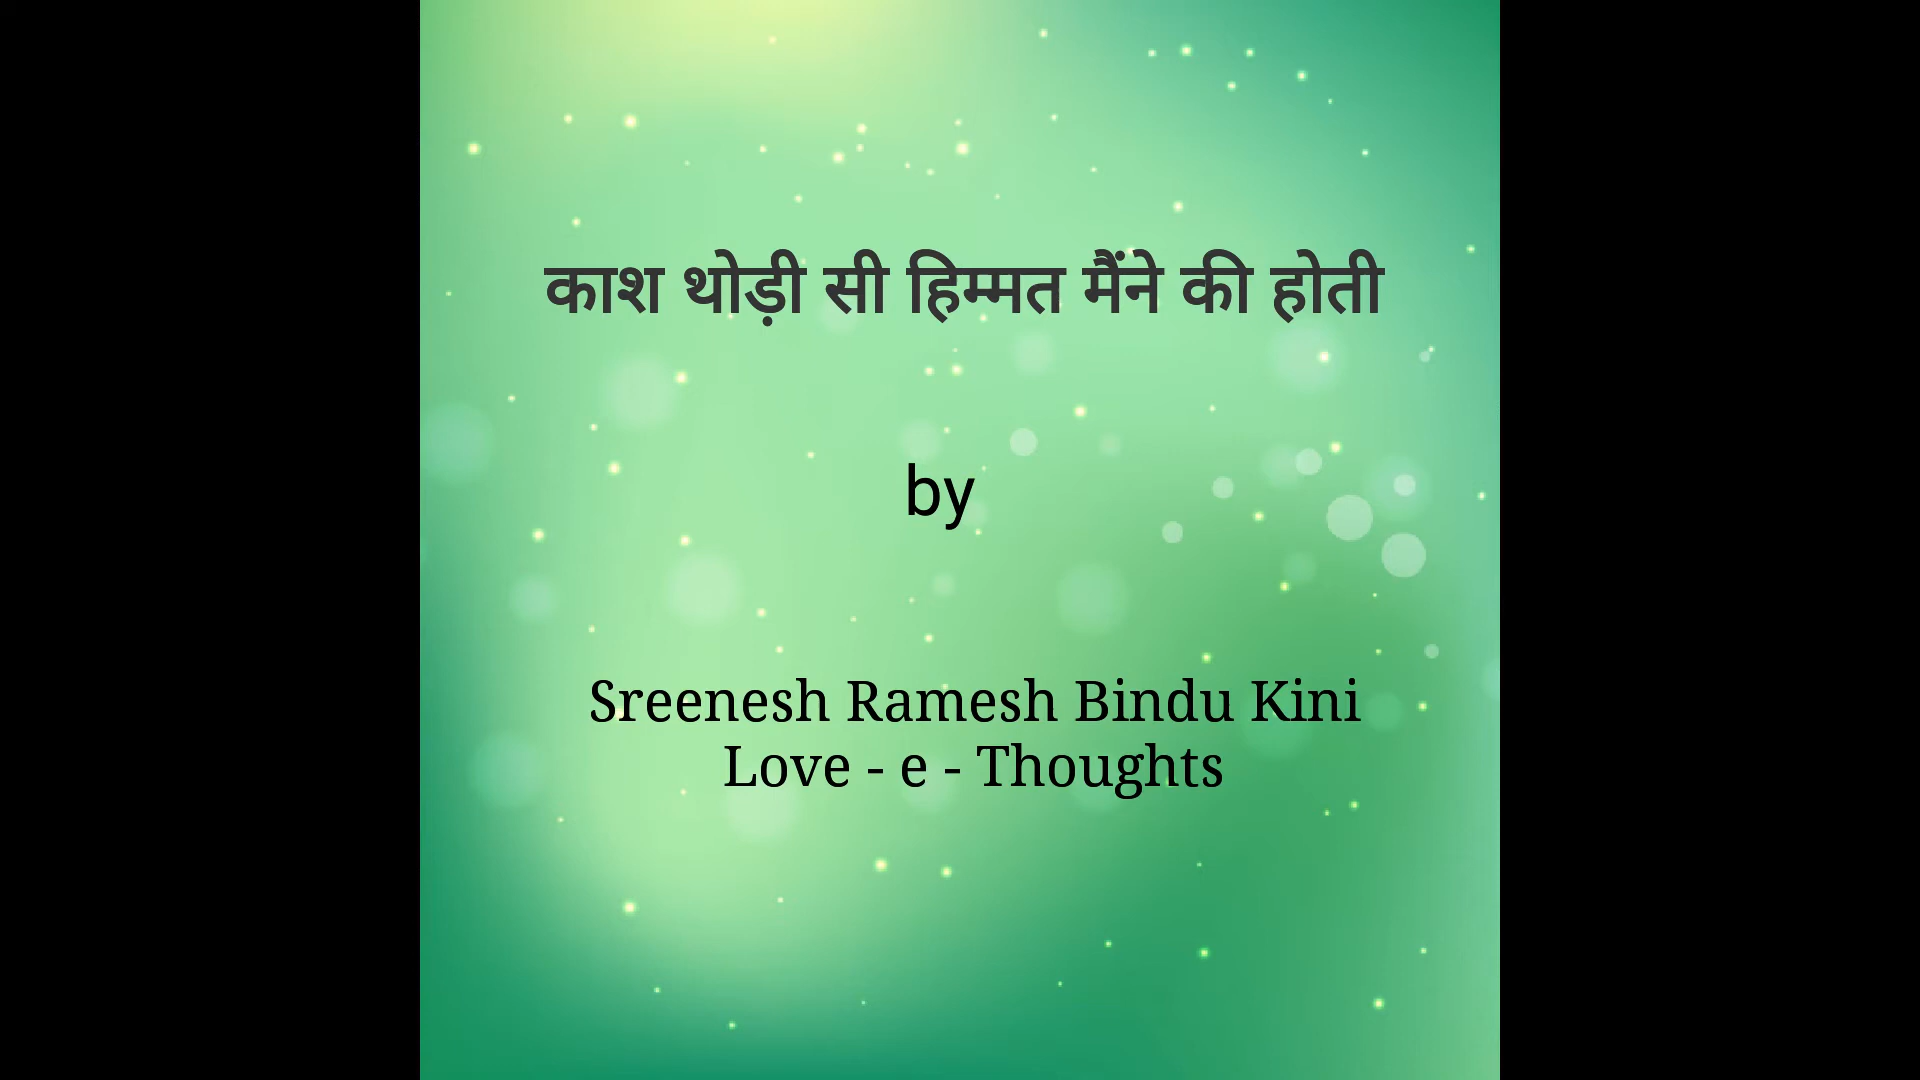 काश थोड़ी सी हिम्मत मैंने की होती
by
Sreenesh Ramesh Bindu Kini
Love - e - Thoughts